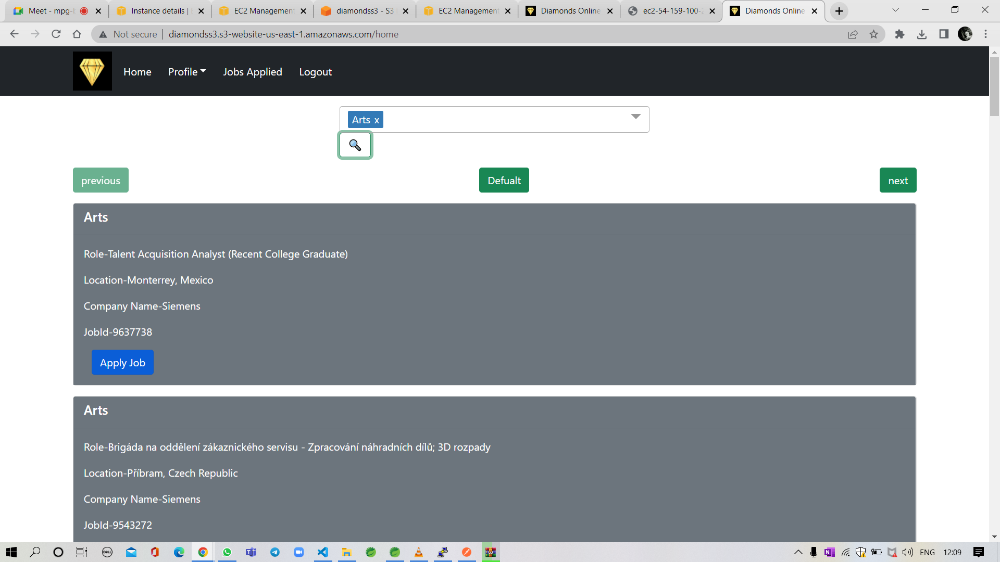 Meet - mpg-
Instance details |
EC2 Management
diamondss3 - S3
EC2 Management
Diamonds Online
ec2-54-159-100-
Diamonds Online
Not secure
diamondss3.s3-website-us-east-1.amazonaws.com/home
Home
Profile
Jobs Applied
Logout
Arts x
previous
Defualt
next
Arts
Role-Talent Acquisition Analyst (Recent College Graduate)
Location-Monterrey, Mexico
Company Name-Siemens
JobId-9637738
Apply Job
Arts
Role-Brigáda na oddělení zákaznického servisu - Zpracování náhradních dílů; 3D rozpady
Location-Příbram, Czech Republic
Company Name-Siemens
JobId-9543272
ENG
12:09